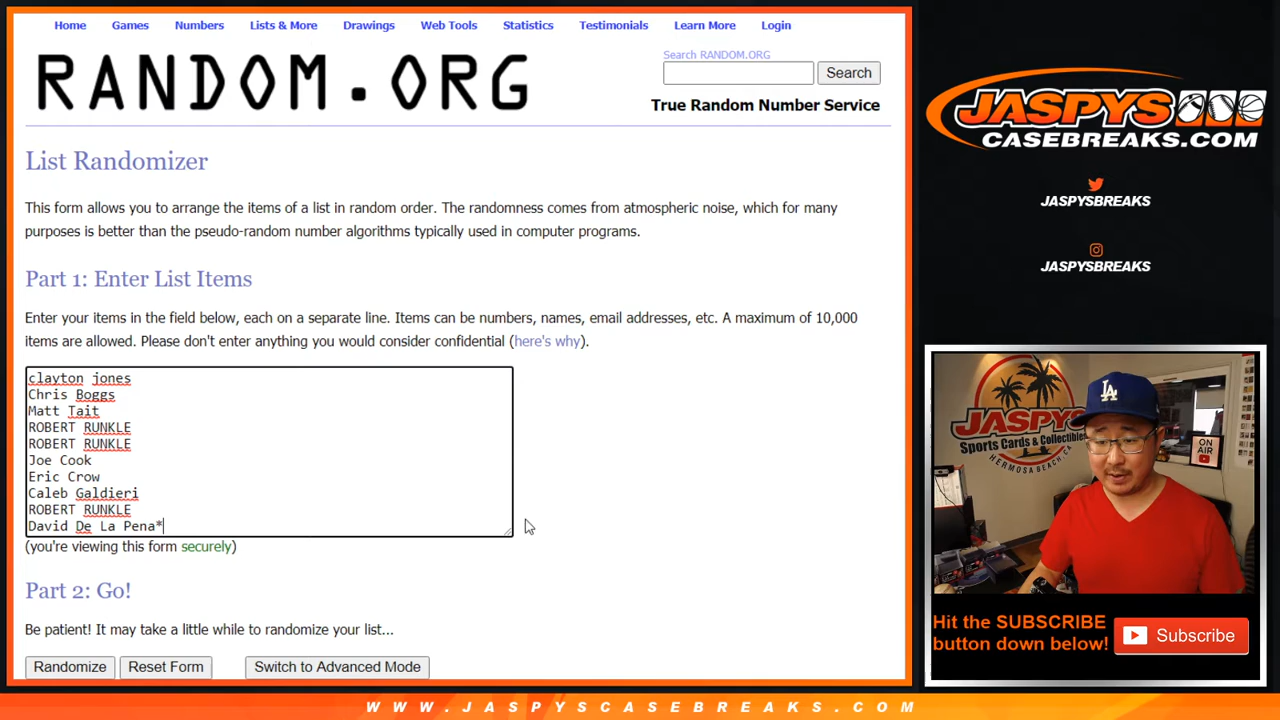 Home Games Numbers Lists & More Drawings Web Tools Statistics Testimonials Learn More Login
RANDOM.ORG
Search RANDOM.ORG
Search
True Random Number Service
List Randomizer
This form allows you to arrange the items of a list in random order. The randomness comes from atmospheric noise, which for many
purposes is better than the pseudo-random number algorithms typically used in computer programs.
Part 1: Enter List Items
Enter your items in the field below, each on a separate line. Items can be numbers, names, email addresses, etc. A maximum of 10,000
items are allowed. Please don't enter anything you would consider confidential (here's why).
clayton jones
Chris Boggs
Matt Tait
ROBERT RUNKLE
ROBERT RUNKLE
Joe Cook
Eric Crow
Caleb Galdieri
ROBERT RUNKLE
David De La Pena*
(you're viewing this form securely)
Part 2: Go!
Be patient! It may take a little while to randomize your list...
Randomize Reset Form Switch to Advanced Mode
JASPYS
CASEBREAKS.COM
JASPYSBREAKS
JASPYSBREAKS
JASPYS
Sports Cards & Collectibles
HERMOSA BEACH, CA
LA
ON
AIR
Hit the SUBSCRIBE
button down below!
Subscribe
WWW.JASPYSCASEBREAKS.COM